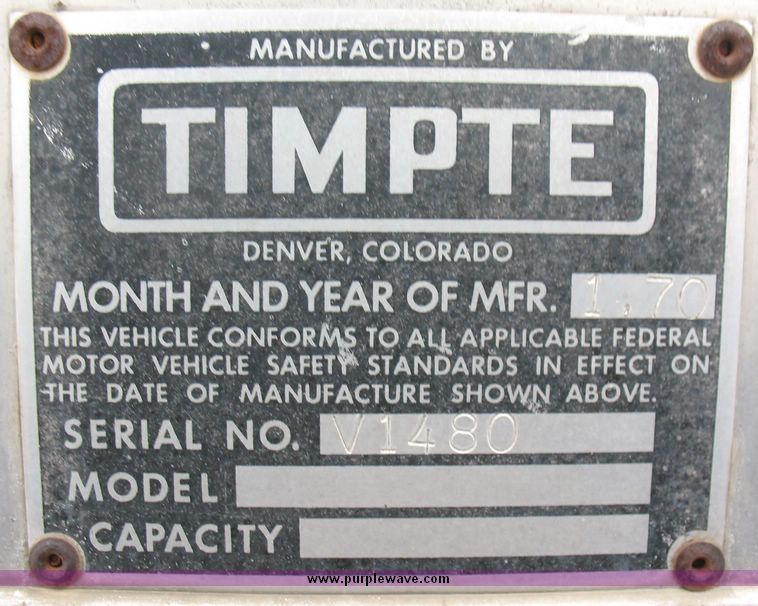 MANUFACTURED BY
TIMPTE
DENVER, COLORADO
MONTH AND YEAR OF MFR. 1.70
THIS VEHICLE CONFORMS TO ALL APPLICABLE FEDERAL
MOTOR VEHICLE SAFETY STANDARDS IN EFFECT ON
THE DATE OF MANUFACTURE SHOWN ABOVE.
SERIAL NO. V1480
MODEL
CAPACITY
www.purplewave.com